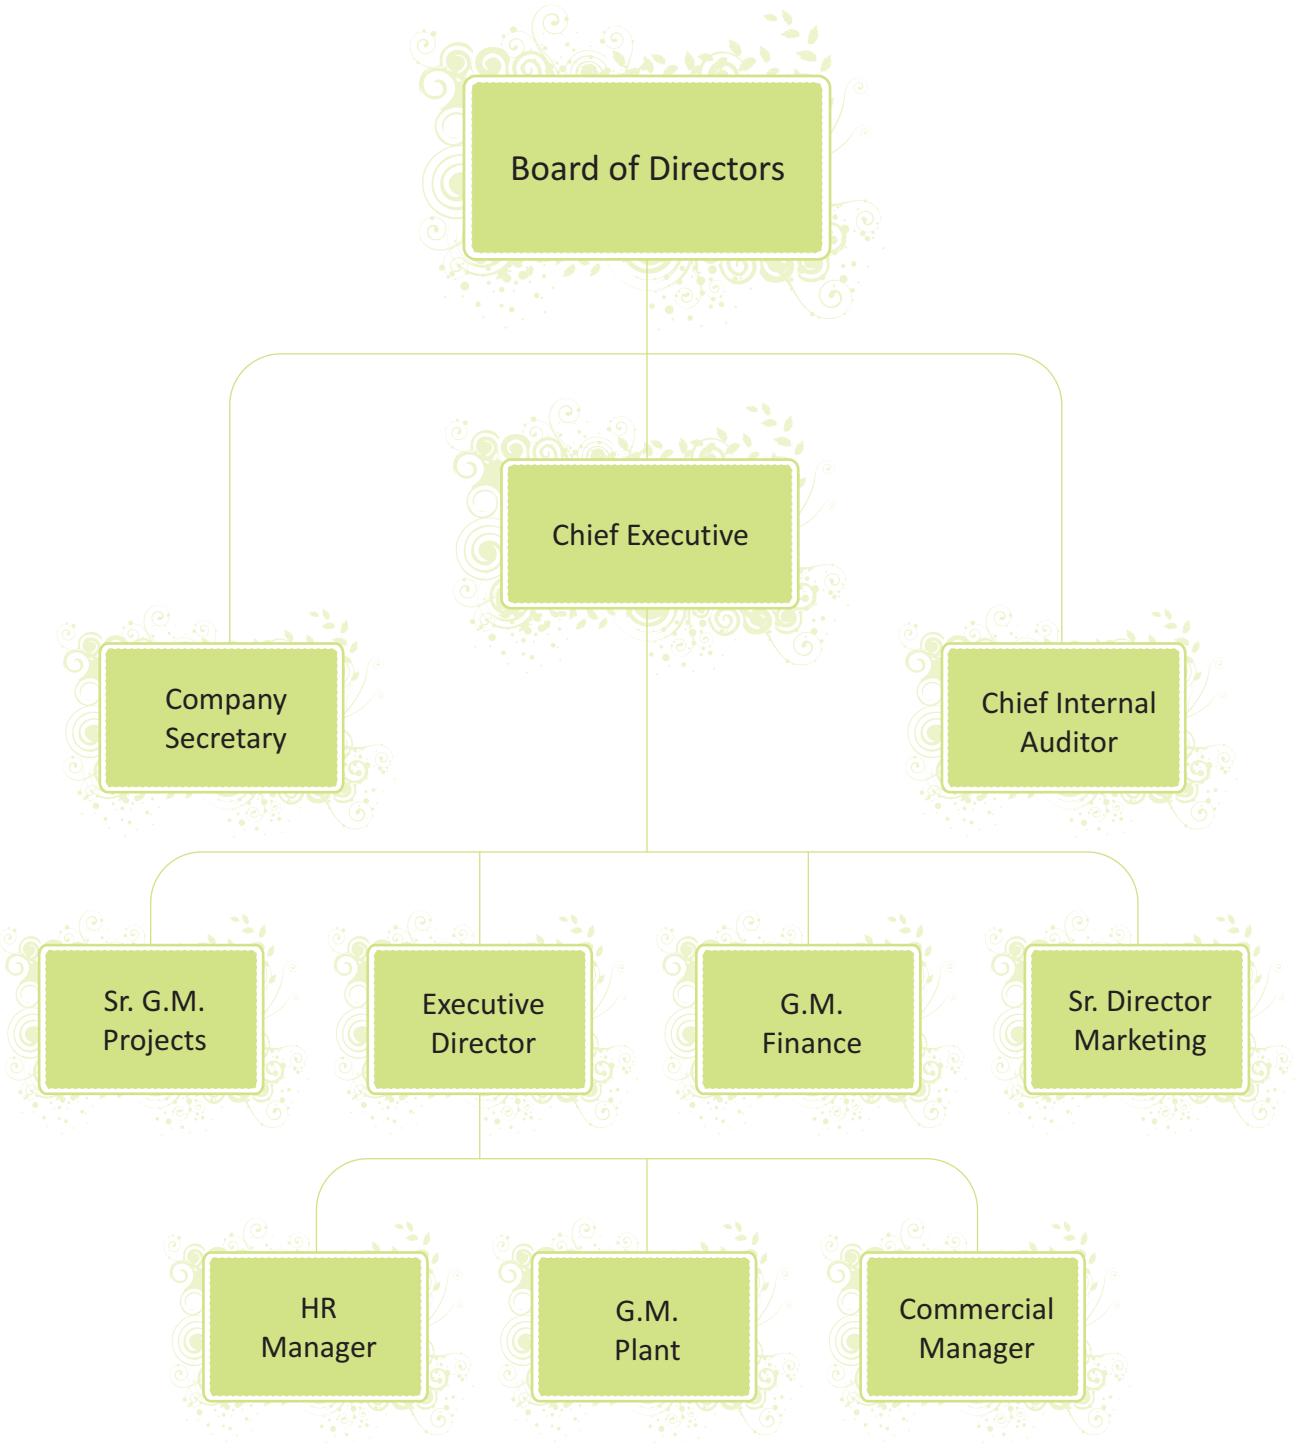 Board of Directors
Chief Executive
Company
Secretary
Chief Internal
Auditor
Sr. G.M.
Projects
Executive
Director
G.M.
Finance
Sr. Director
Marketing
HR
Manager
G.M.
Plant
Commercial
Manager